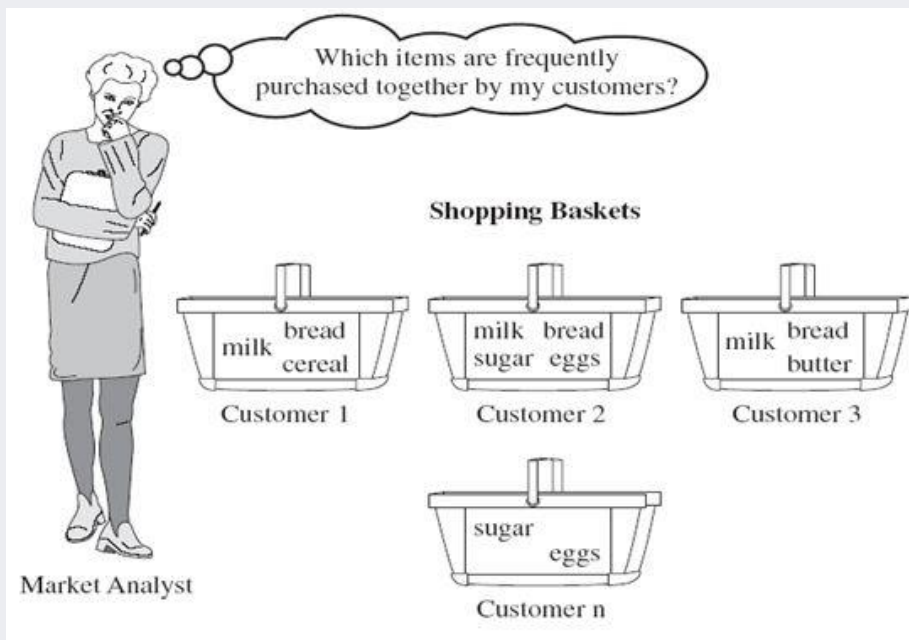 Which items are frequently
purchased together by my customers?
Shopping Baskets
milk
bread
cereal
Customer 1
milk bread
sugar eggs
Customer 2
milk
bread
butter
Customer 3
sugar
eggs
Customer n
Market Analyst